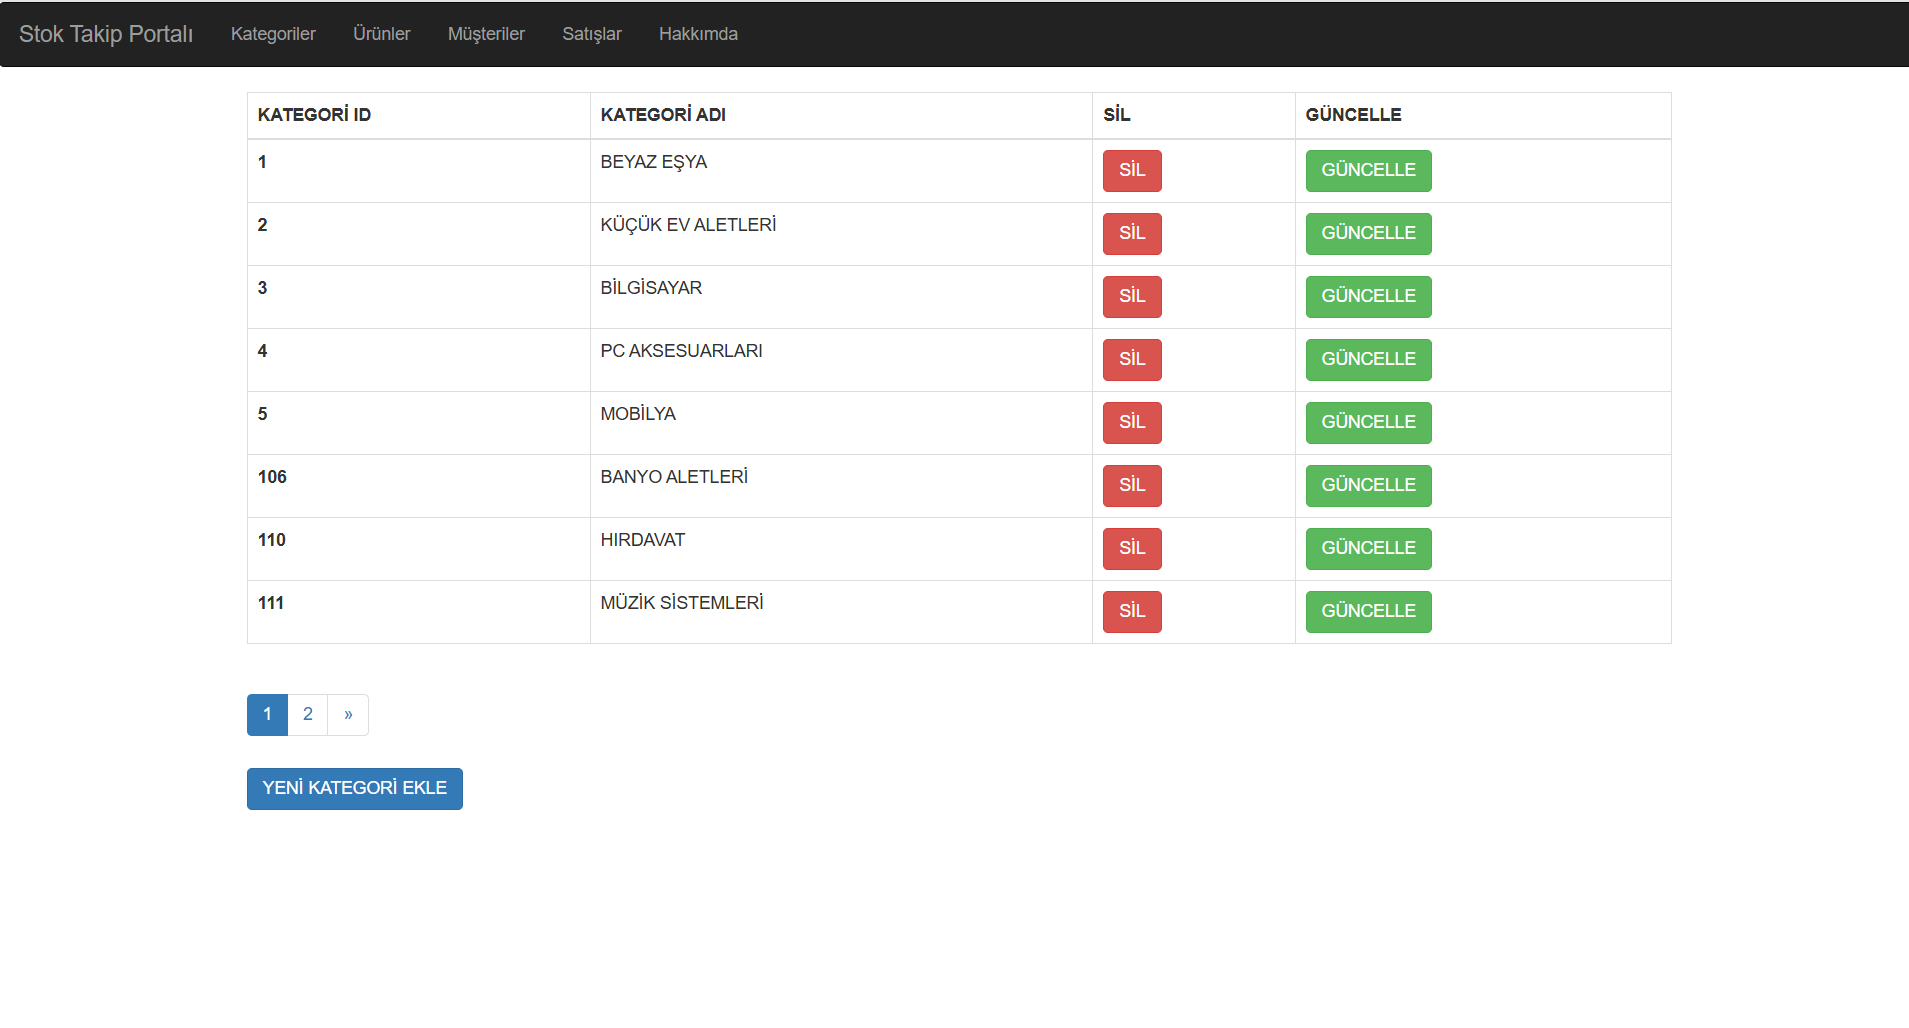 Stok Takip Portalı Kategoriler Ürünler Müşteriler Satışlar Hakkımda
KATEGORİ ID KATEGORİ ADI SİL GÜNCELLE
1 BEYAZ EŞYA SİL GÜNCELLE
2 KÜÇÜK EV ALETLERİ SİL GÜNCELLE
3 BİLGİSAYAR SİL GÜNCELLE
4 PC AKSESUARLARI SİL GÜNCELLE
5 MOBİLYA SİL GÜNCELLE
106 BANYO ALETLERİ SİL GÜNCELLE
110 HIRDAVAT SİL GÜNCELLE
111 MÜZİK SİSTEMLERİ SİL GÜNCELLE
1 2 »
YENİ KATEGORİ EKLE